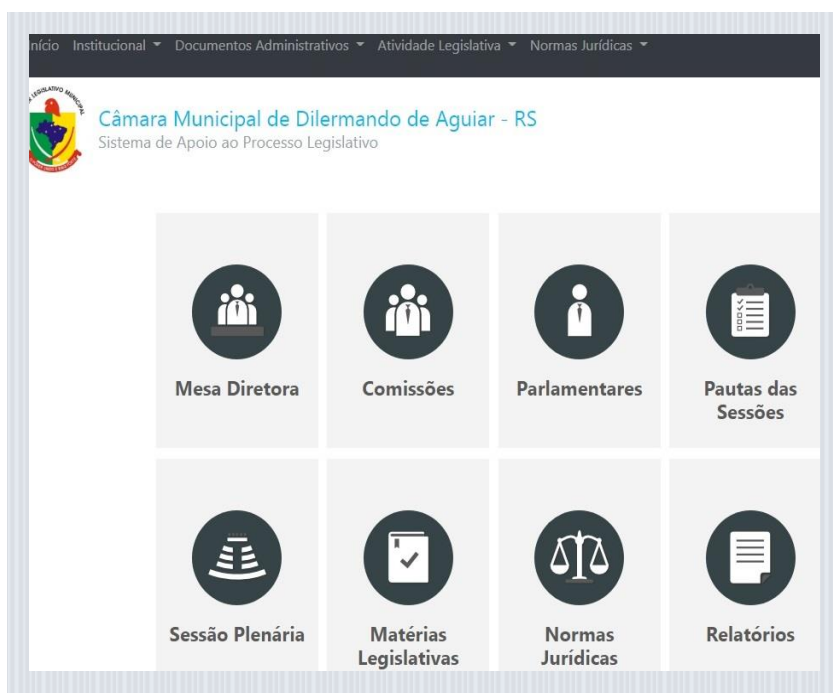 Início Institucional Documentos Administrativos Atividade Legislativa Normas Jurídicas
Câmara Municipal de Dilermando de Aguiar - RS
Sistema de Apoio ao Processo Legislativo
Mesa Diretora
Comissões
Parlamentares
Pautas das
Sessões
Sessão Plenária
Matérias
Legislativas
Normas
Jurídicas
Relatórios